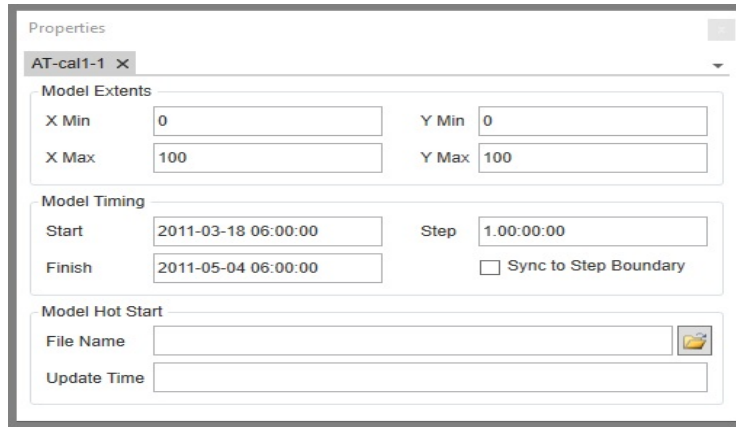 Properties
AT-cal1-1
Model Extents
X Min 0 Y Min 0
X Max 100 Y Max 100
Model Timing
Start 2011-03-18 06:00:00 Step 1.00:00:00
Finish 2011-05-04 06:00:00 Sync to Step Boundary
Model Hot Start
File Name
Update Time